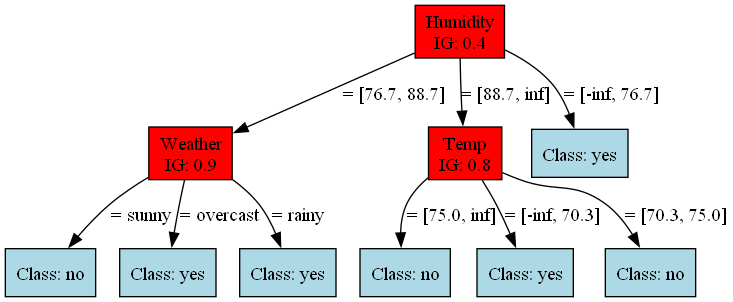 Humidity
IG: 0.4
= [76.7, 88.7]
= [88.7, inf]
= [-inf, 76.7]
Weather
IG: 0.9
Temp
IG: 0.8
Class: yes
= sunny
= overcast
= rainy
= [75.0, inf]
= [-inf, 70.3]
= [70.3, 75.0]
Class: no
Class: yes
Class: yes
Class: no
Class: yes
Class: no